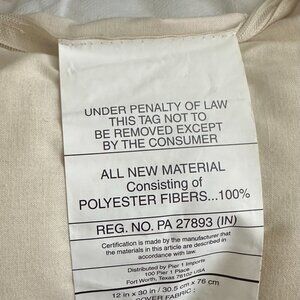 UNDER PENALTY OF LAW
THIS TAG NOT TO
BE REMOVED EXCEPT
BY THE CONSUMER
ALL NEW MATERIAL
Consisting of
POLYESTER FIBERS...100%
REG. NO. PA 27893 (IN)
Certification is made by the manufacturer that
the materials in this article are described in
accordance with law.
Distributed by Pier 1 Imports
100 Pier 1 Place
Fort Worth, Texas 76102 USA
12 in x 30 in / 30.5 cm x 76 cm
COVER FABRIC :